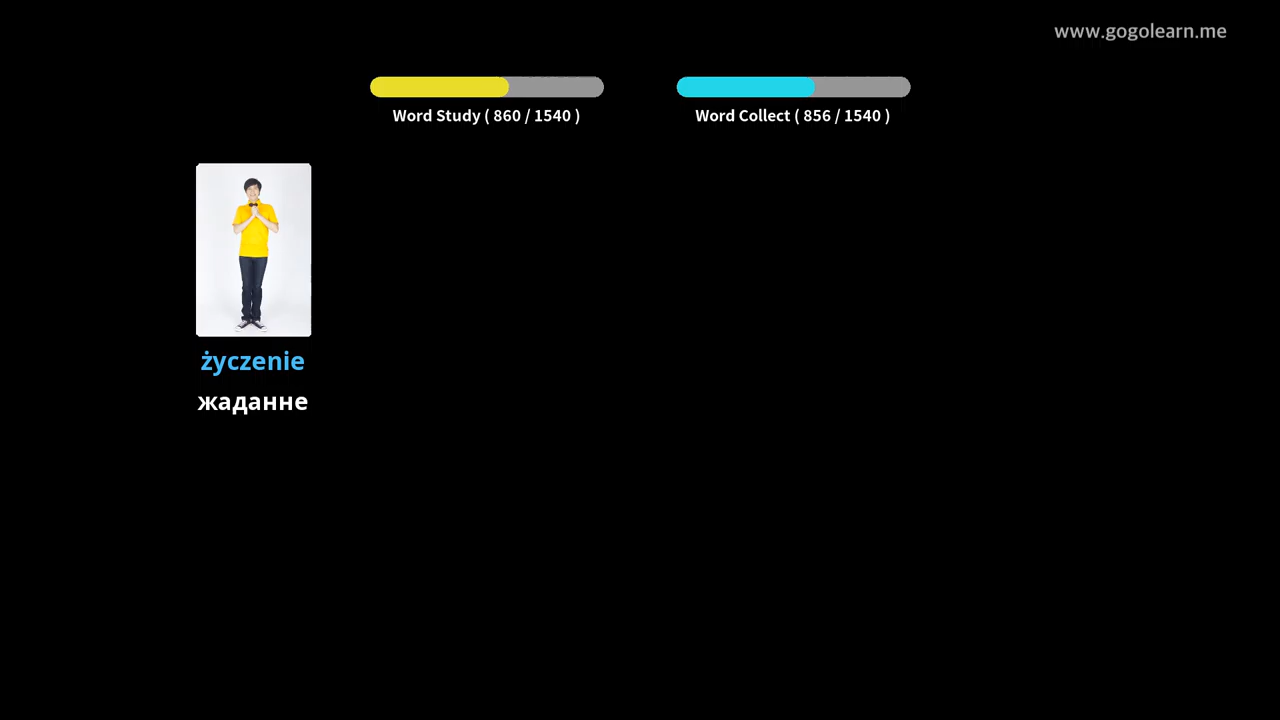 www.gogolearn.me
Word Study ( 860 / 1540 )
Word Collect ( 856 / 1540 )
życzenie
жаданне